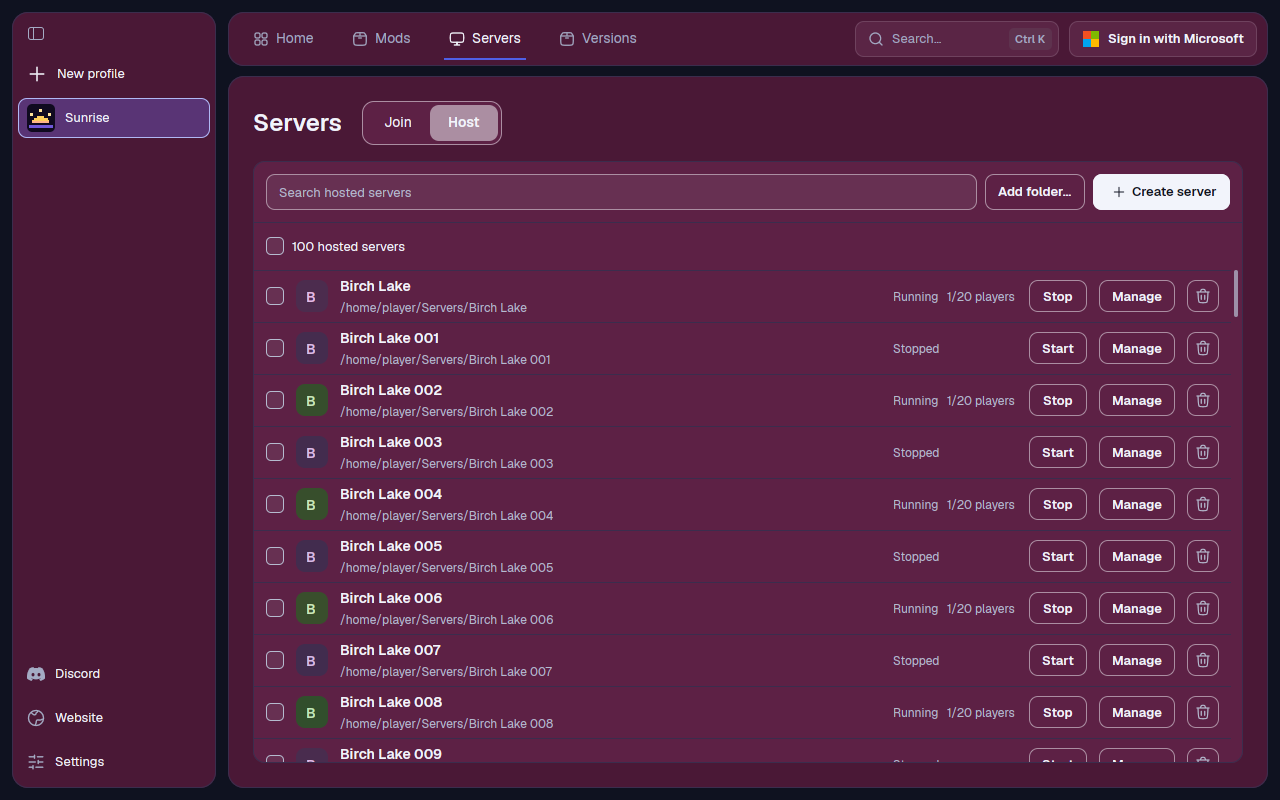 New profile
Sunrise
Discord
Website
Settings
Home
Mods
Servers
Versions
Search...
Ctrl K
Sign in with Microsoft
Servers
Join
Host
Search hosted servers
Add folder...
Create server
100 hosted servers
B
Birch Lake
/home/player/Servers/Birch Lake
Running 1/20 players
Stop
Manage
B
Birch Lake 001
/home/player/Servers/Birch Lake 001
Stopped
Start
Manage
B
Birch Lake 002
/home/player/Servers/Birch Lake 002
Running 1/20 players
Stop
Manage
B
Birch Lake 003
/home/player/Servers/Birch Lake 003
Stopped
Start
Manage
B
Birch Lake 004
/home/player/Servers/Birch Lake 004
Running 1/20 players
Stop
Manage
B
Birch Lake 005
/home/player/Servers/Birch Lake 005
Stopped
Start
Manage
B
Birch Lake 006
/home/player/Servers/Birch Lake 006
Running 1/20 players
Stop
Manage
B
Birch Lake 007
/home/player/Servers/Birch Lake 007
Stopped
Start
Manage
B
Birch Lake 008
/home/player/Servers/Birch Lake 008
Running 1/20 players
Stop
Manage
Birch Lake 009